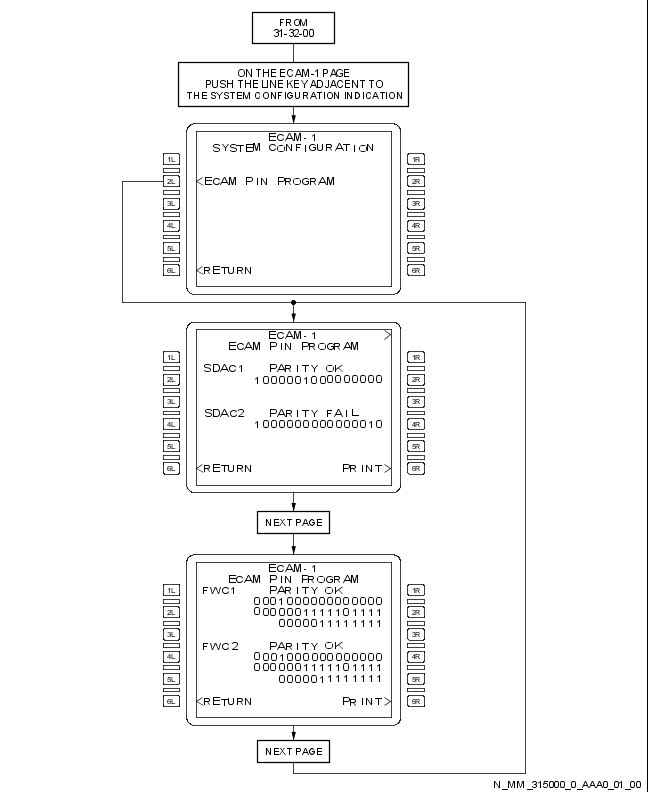 FROM
31-32-00
ON THE ECAM-1 PAGE
PUSH THE LINE KEY ADJACENT TO
THE SYSTEM CONFIGURATION INDICATION
ECAM-1
SYSTEM CONFIGURATION
1L 1R
2L <ECAM PIN PROGRAM 2R
3L 3R
4L 4R
5L 5R
6L <RETURN 6R
ECAM-1 >
ECAM PIN PROGRAM
1L 1R
SDAC1 PARITY OK
2L 1000001000000000 2R
3L 3R
SDAC2 PARITY FAIL
4L 1000000000000010 4R
5L 5R
6L <RETURN PRINT> 6R
NEXT PAGE
ECAM-1
ECAM PIN PROGRAM
1L FWC1 PARITY OK 1R
0001000000000000
2L 0000001111101111 2R
0000011111111
3L 3R
FWC2 PARITY OK
4L 0001000000000000 4R
0000001111101111
5L 0000011111111 5R
6L <RETURN PRINT> 6R
NEXT PAGE
N_MM_315000_0_AAA0_01_00